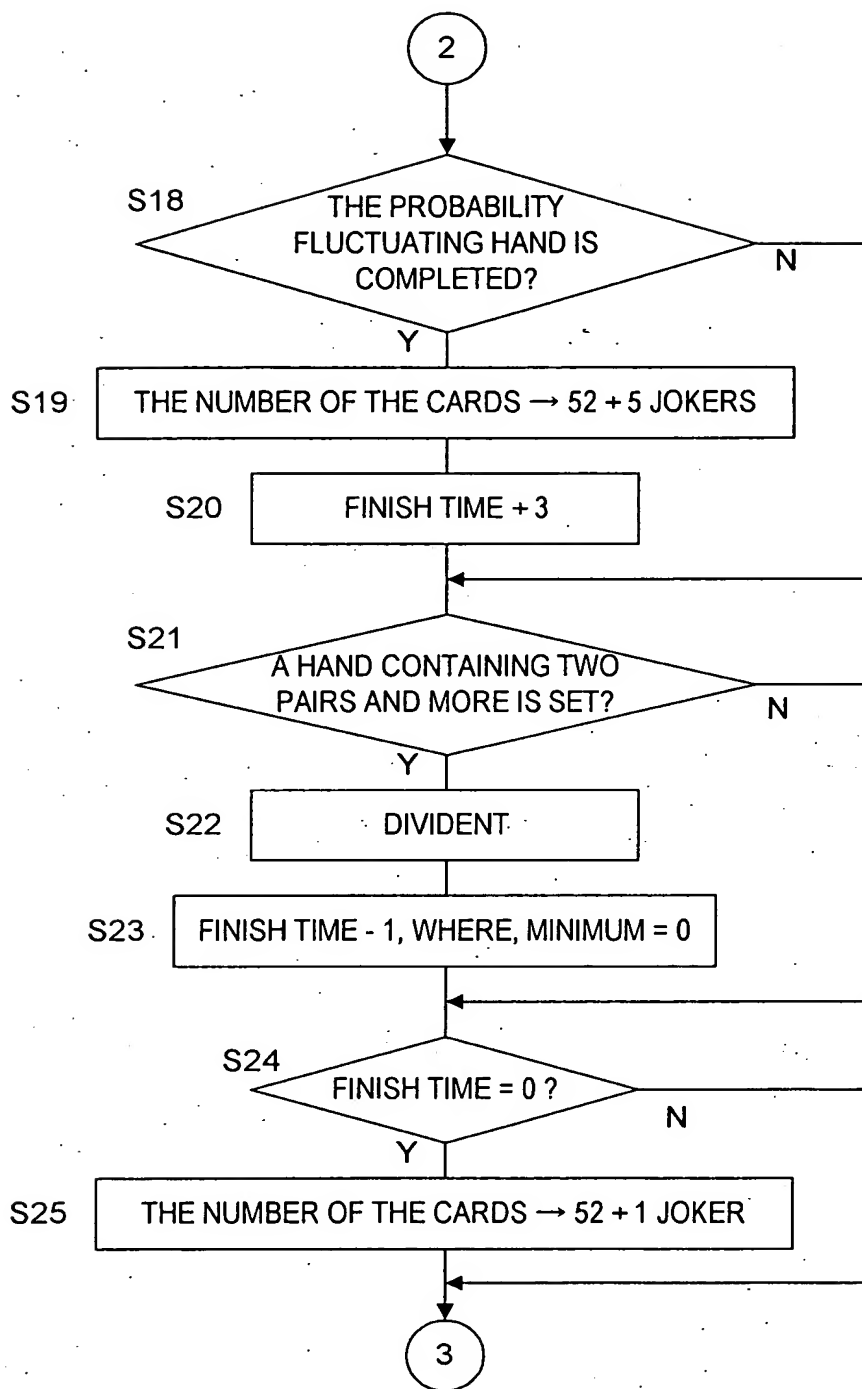 2
S18
THE PROBABILITY
FLUCTUATING HAND IS
COMPLETED?
N
Y
S19
THE NUMBER OF THE CARDS → 52 + 5 JOKERS
S20
FINISH TIME + 3
S21
A HAND CONTAINING TWO
PAIRS AND MORE IS SET?
N
Y
S22
DIVIDENT
S23
FINISH TIME - 1, WHERE, MINIMUM = 0
S24
FINISH TIME = 0 ?
N
Y
S25
THE NUMBER OF THE CARDS → 52 + 1 JOKER
3